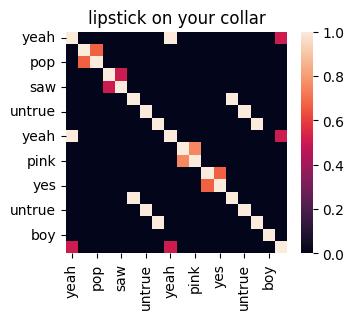 lipstick on your collar
yeah
pop
saw
untrue
yeah
pink
yes
untrue
boy
yeah
pop
saw
untrue
yeah
pink
yes
untrue
boy
1.0
0.8
0.6
0.4
0.2
0.0